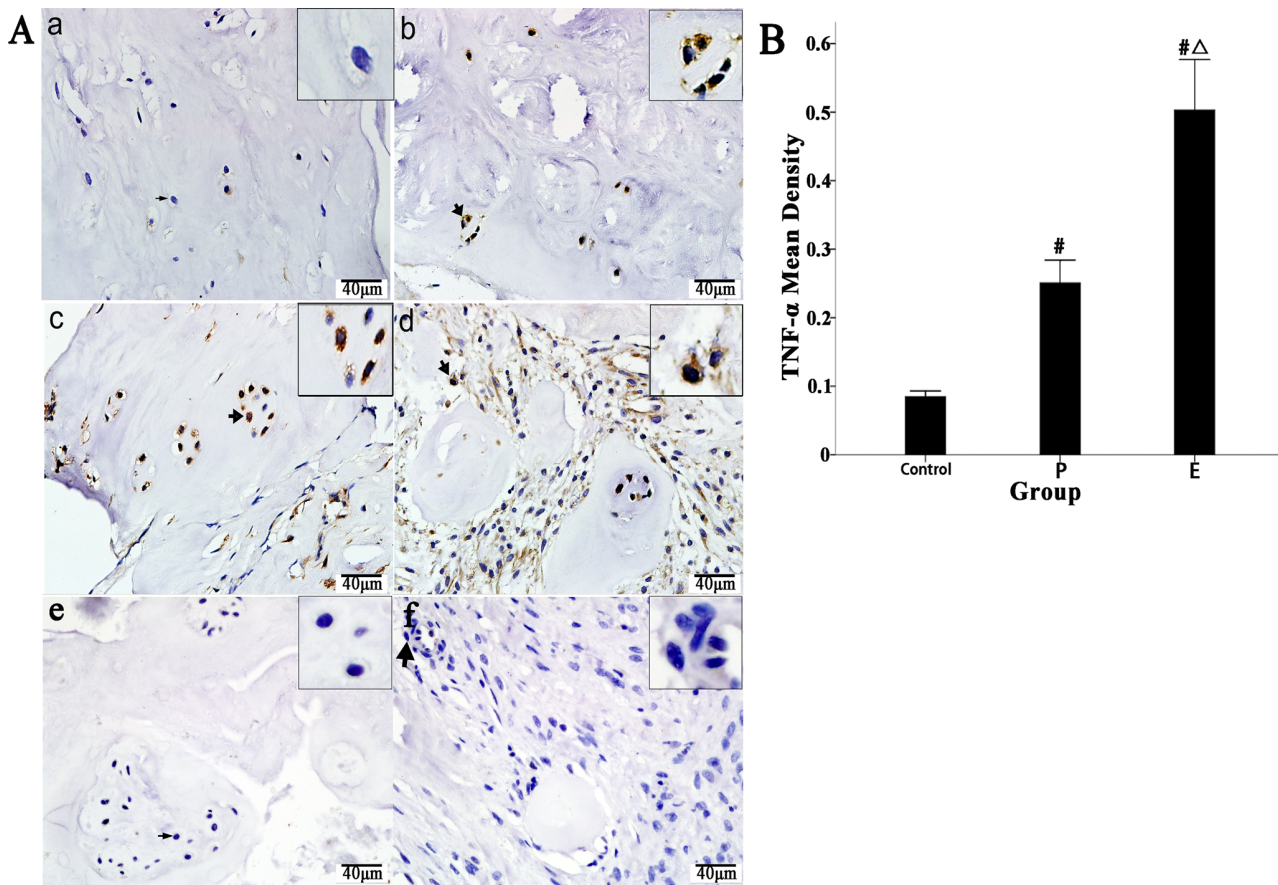 A
a
40μm
b
40μm
c
40μm
d
40μm
e
40μm
f
40μm
B
TNF-α Mean Density
0.6
0.5
0.4
0.3
0.2
0.1
0
#
#△
Control
P
E
Group